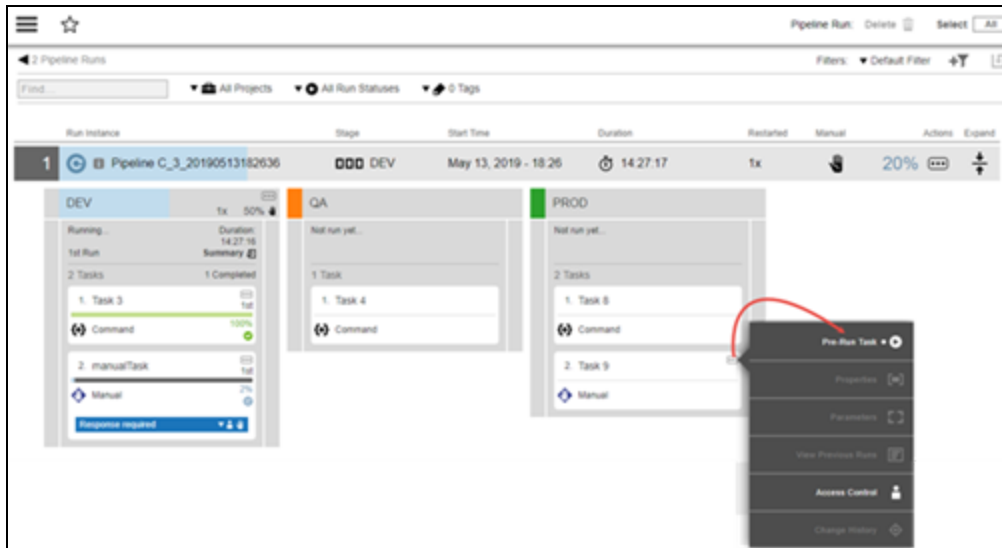 Pipeline Run: Delete Select All
2 Pipeline Runs Filters: Default Filter
Find... All Projects All Run Statuses 0 Tags
Run Instance Stage Start Time Duration Restarted Manual Actions Expand
1 Pipeline C_3_20190513182636 DEV May 13, 2019 - 18:26 14:27.17 1x 20%
DEV 1x 50% QA PROD
Running... Duration: Not run yet... Not run yet...
14:27:16
1st Run Summary
2 Tasks 1 Completed 1 Task 2 Tasks
1. Task 3 1st 1. Task 4 1. Task 8
Command 100% Command Command
2. manualTask 1st 2. Task 9
Manual 2% Manual
Response required
Pre-Run Task
Properties
Parameters
View Previous Runs
Access Control
Change History